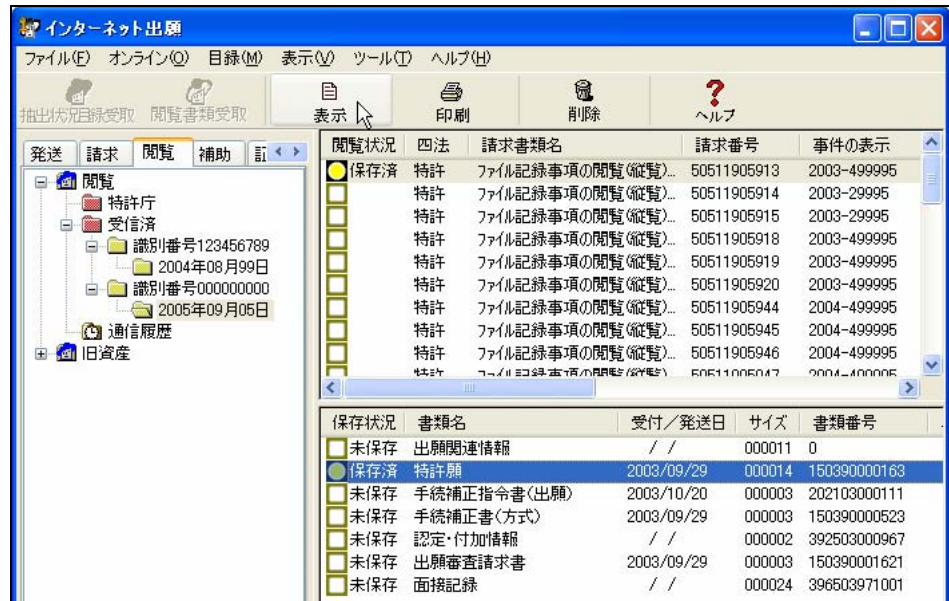 インターネット出願
ファイル(F) オンライン(O) 目録(M) 表示(V) ツール(T) ヘルプ(H)
抽出状況目録受取 閲覧書類受取 表示 印刷 削除 ヘルプ
発送 請求 閲覧 補助
閲覧
特許庁
受信済
識別番号123456789
2004年08月99日
識別番号000000000
2005年09月05日
通信履歴
旧資産
閲覧状況 四法 請求書類名 請求番号 事件の表示
保存済 特許 ファイル記録事項の閲覧(縦覧)... 50511905913 2003-499995
特許 ファイル記録事項の閲覧(縦覧)... 50511905914 2003-29995
特許 ファイル記録事項の閲覧(縦覧)... 50511905915 2003-29995
特許 ファイル記録事項の閲覧(縦覧)... 50511905918 2003-499995
特許 ファイル記録事項の閲覧(縦覧)... 50511905919 2003-499995
特許 ファイル記録事項の閲覧(縦覧)... 50511905920 2003-499995
特許 ファイル記録事項の閲覧(縦覧)... 50511905944 2004-499995
特許 ファイル記録事項の閲覧(縦覧)... 50511905945 2004-499995
特許 ファイル記録事項の閲覧(縦覧)... 50511905946 2004-499995
特許 ファイル記録事項の閲覧(縦覧)... 50511905947 2004-499995
保存状況 書類名 受付/発送日 サイズ 書類番号
未保存 出願関連情報 / / 000011 0
保存済 特許願 2003/09/29 000014 150390000163
未保存 手続補正指令書(出願) 2003/10/20 000003 202103000111
未保存 手続補正書(方式) 2003/09/29 000003 150390000523
未保存 認定・付加情報 / / 000002 392503000967
未保存 出願審査請求書 2003/09/29 000003 150390001621
未保存 面接記録 / / 000024 396503971001